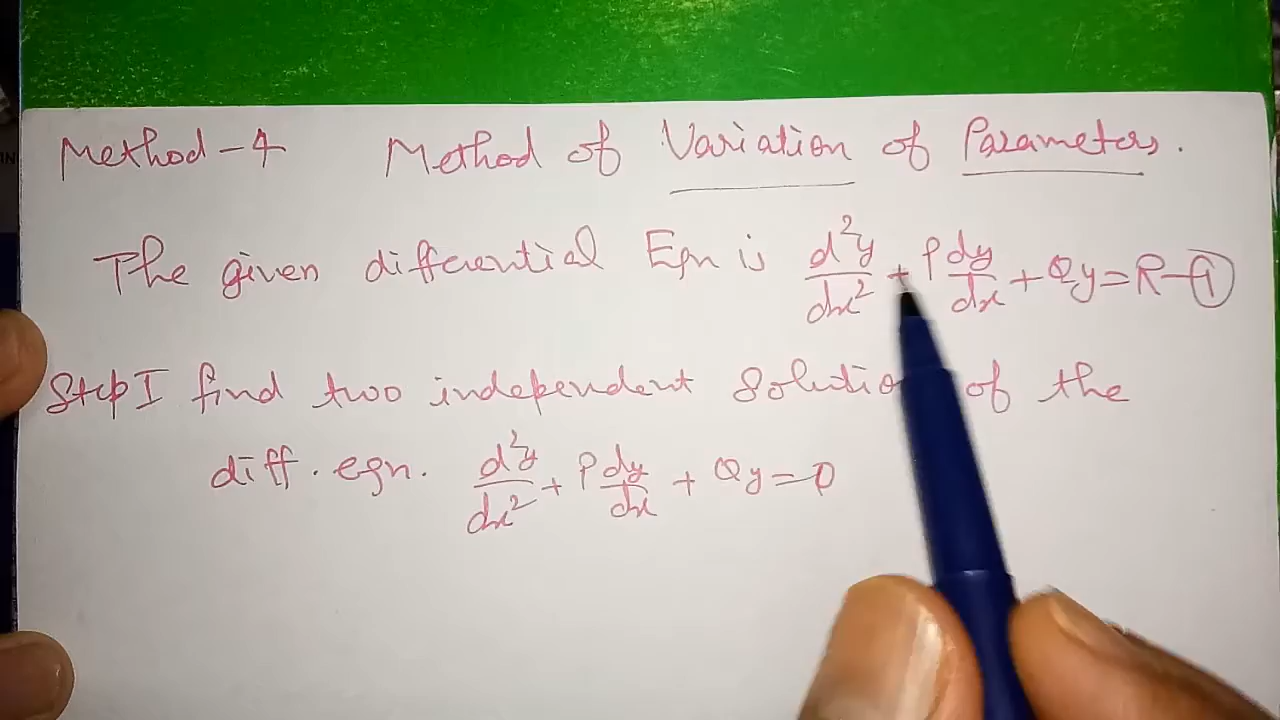 Method-4 Method of Variation of Parameters.
The given differential Eqn is d²y/dx² + P dy/dx + Qy = R -①
Step I find two independent Solutio of the
diff. eqn. d²y/dx² + P dy/dx + Qy = 0